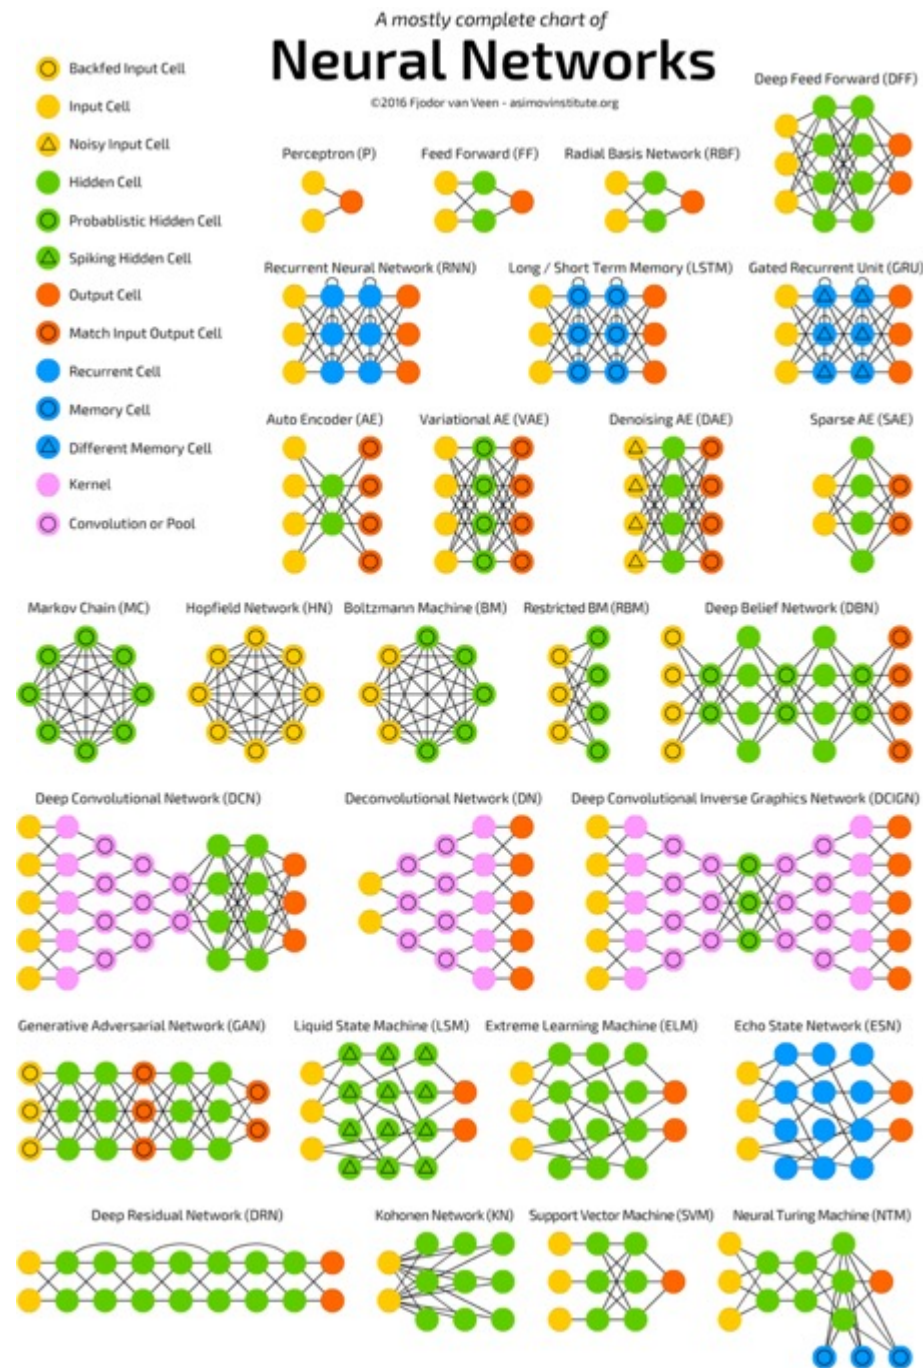 A mostly complete chart of
Neural Networks
©2016 Fjodor van Veen - asimovinstitute.org
Backfed Input Cell
Input Cell
Noisy Input Cell
Hidden Cell
Probablistic Hidden Cell
Spiking Hidden Cell
Output Cell
Match Input Output Cell
Recurrent Cell
Memory Cell
Different Memory Cell
Kernel
Convolution or Pool
Deep Feed Forward (DFF)
Perceptron (P)
Feed Forward (FF)
Radial Basis Network (RBF)
Recurrent Neural Network (RNN)
Long / Short Term Memory (LSTM)
Gated Recurrent Unit (GRU)
Auto Encoder (AE)
Variational AE (VAE)
Denoising AE (DAE)
Sparse AE (SAE)
Markov Chain (MC)
Hopfield Network (HN)
Boltzmann Machine (BM)
Restricted BM (RBM)
Deep Belief Network (DBN)
Deep Convolutional Network (DCN)
Deconvolutional Network (DN)
Deep Convolutional Inverse Graphics Network (DCIGN)
Generative Adversarial Network (GAN)
Liquid State Machine (LSM)
Extreme Learning Machine (ELM)
Echo State Network (ESN)
Deep Residual Network (DRN)
Kohonen Network (KN)
Support Vector Machine (SVM)
Neural Turing Machine (NTM)